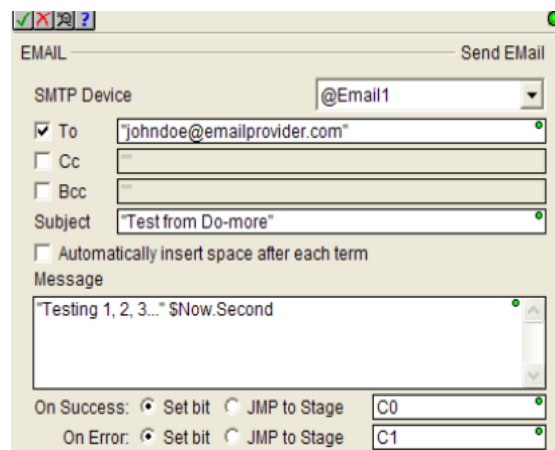 ?
EMAIL Send EMail
SMTP Device @Email1
To "johndoe@emailprovider.com"
Cc ""
Bcc ""
Subject "Test from Do-more"
Automatically insert space after each term
Message
"Testing 1, 2, 3..." $Now.Second
On Success: Set bit JMP to Stage C0
On Error: Set bit JMP to Stage C1